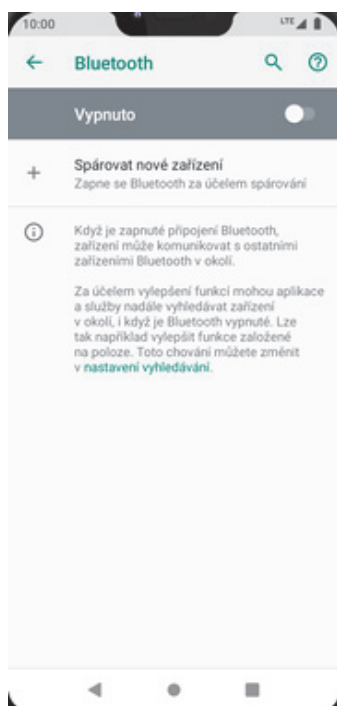 10:00 LTE
Bluetooth
Vypnuto
Spárovat nové zařízení
Zapne se Bluetooth za účelem spárování
Když je zapnuté připojení Bluetooth,
zařízení může komunikovat s ostatními
zařízeními Bluetooth v okolí.
Za účelem vylepšení funkcí mohou aplikace
a služby nadále vyhledávat zařízení
v okolí, i když je Bluetooth vypnuté. Lze
tak například vylepšit funkce založené
na poloze. Toto chování můžete změnit
v nastavení vyhledávání.